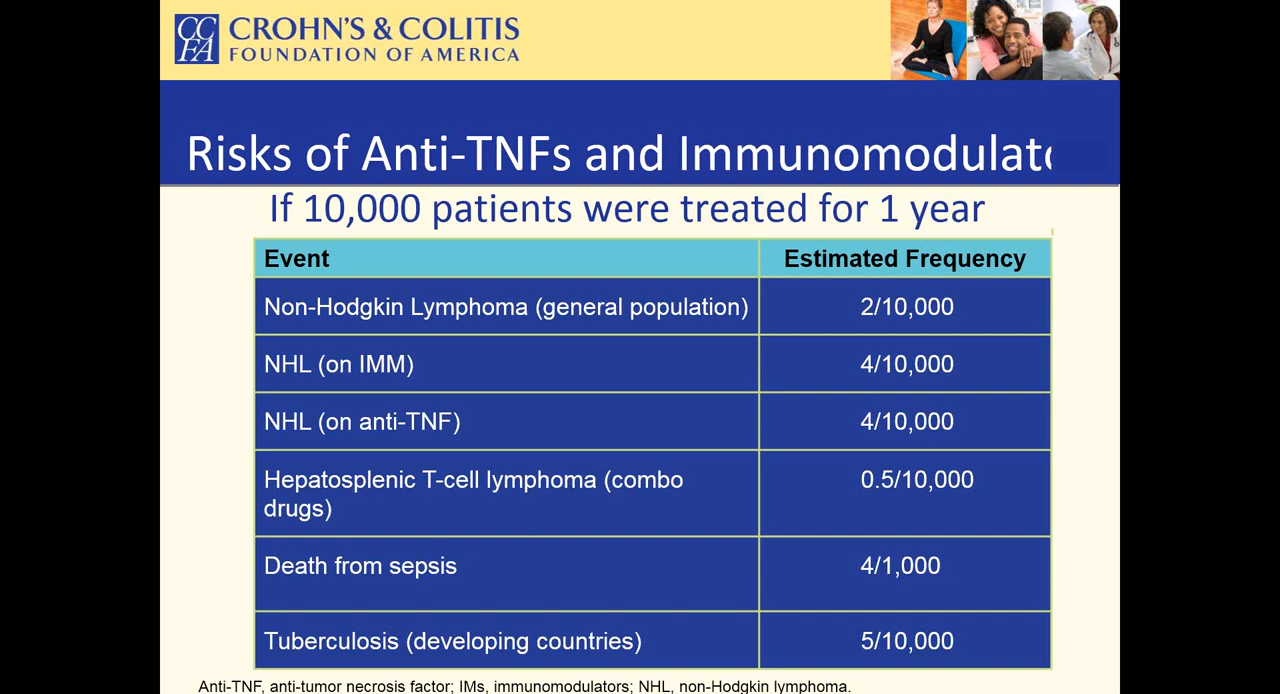 CC
FA
CROHN'S & COLITIS
FOUNDATION OF AMERICA
Risks of Anti-TNFs and Immunomodulat
If 10,000 patients were treated for 1 year
Event Estimated Frequency
Non-Hodgkin Lymphoma (general population) 2/10,000
NHL (on IMM) 4/10,000
NHL (on anti-TNF) 4/10,000
Hepatosplenic T-cell lymphoma (combo 0.5/10,000
drugs)
Death from sepsis 4/1,000
Tuberculosis (developing countries) 5/10,000
Anti-TNF, anti-tumor necrosis factor; IMs, immunomodulators; NHL, non-Hodgkin lymphoma.